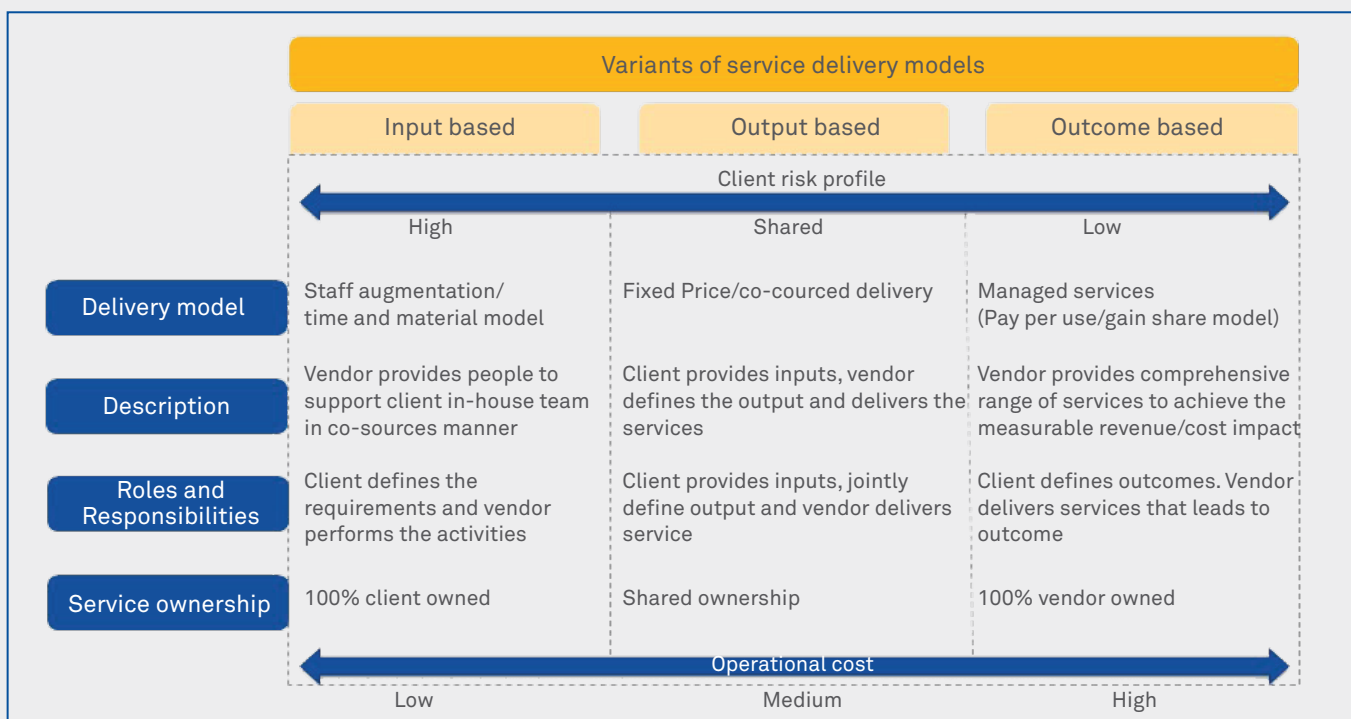 Variants of service delivery models
Input based
Output based
Outcome based
Client risk profile
High
Shared
Low
Delivery model
Staff augmentation/
time and material model
Fixed Price/co-courced delivery
Managed services
(Pay per use/gain share model)
Description
Vendor provides people to
support client in-house team
in co-sources manner
Client provides inputs, vendor
defines the output and delivers the
services
Vendor provides comprehensive
range of services to achieve the
measurable revenue/cost impact
Roles and
Responsibilities
Client defines the
requirements and vendor
performs the activities
Client provides inputs, jointly
define output and vendor delivers
service
Client defines outcomes. Vendor
delivers services that leads to
outcome
Service ownership
100% client owned
Shared ownership
100% vendor owned
Operational cost
Low
Medium
High